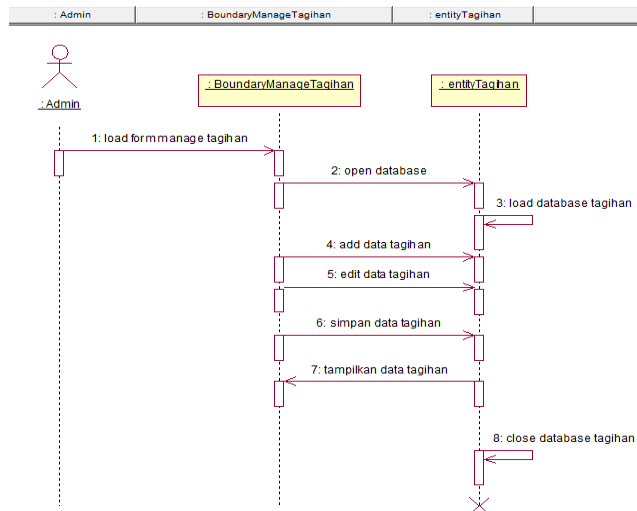 : Admin
: BoundaryManageTagihan
: entityTagihan
: Admin
: BoundaryManageTagihan
: entityTagihan
1: load form manage tagihan
2: open database
3: load database tagihan
4: add data tagihan
5: edit data tagihan
6: simpan data tagihan
7: tampilkan data tagihan
8: close database tagihan